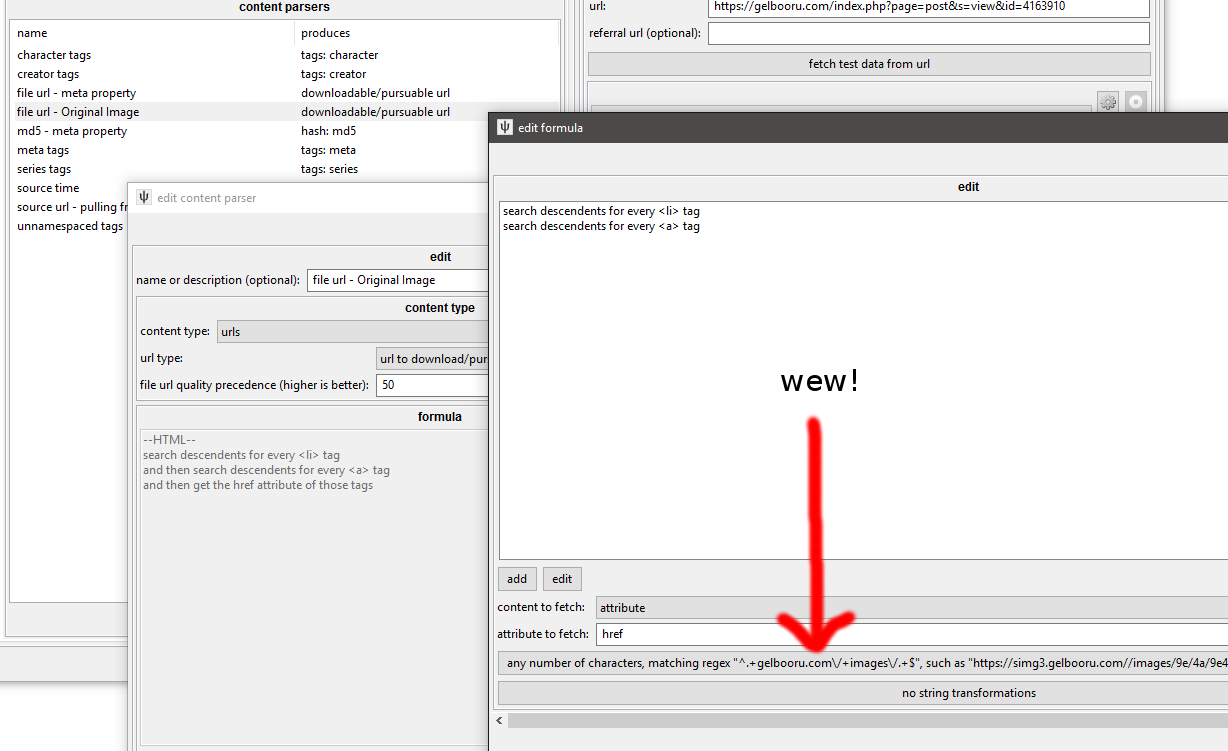 content parsers
name produces
character tags tags: character
creator tags tags: creator
file url - meta property downloadable/pursuable url
file url - Original Image downloadable/pursuable url
md5 - meta property hash: md5
meta tags tags: meta
series tags tags: series
source time
source url - pulling fr
unnamespaced tags
url: https://gelbooru.com/index.php?page=post&s=view&id=4163910
referral url (optional):
fetch test data from url
edit content parser
edit
name or description (optional): file url - Original Image
content type
content type: urls
url type: url to download/pur
file url quality precedence (higher is better): 50
formula
--HTML--
search descendents for every <li> tag
and then search descendents for every <a> tag
and then get the href attribute of those tags
edit formula
edit
search descendents for every <li> tag
search descendents for every <a> tag
wew!
add edit
content to fetch: attribute
attribute to fetch: href
any number of characters, matching regex "^.+gelbooru.com\/+images\/.+$", such as "https://simg3.gelbooru.com//images/9e/4a/9e4
no string transformations